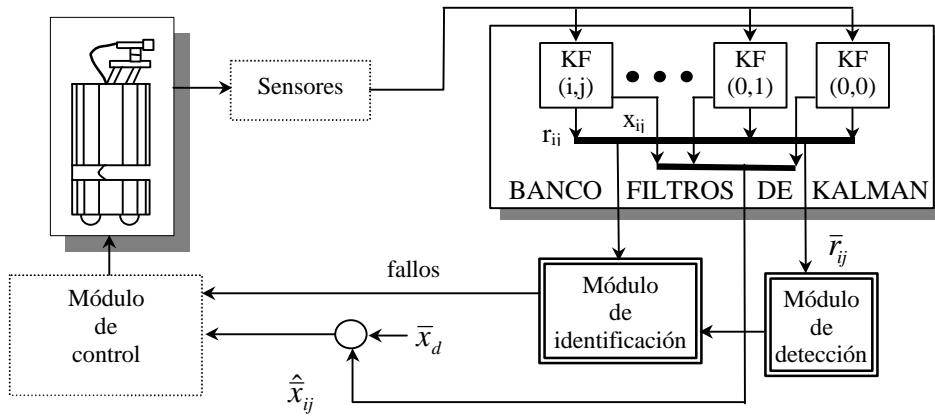 Sensores
KF
(i,j)
KF
(0,1)
KF
(0,0)
r_ij
x_ij
BANCO FILTROS DE KALMAN
r̅_ij
fallos
Módulo
de
identificación
Módulo
de
detección
Módulo
de
control
x̅_d
x̅̂_ij